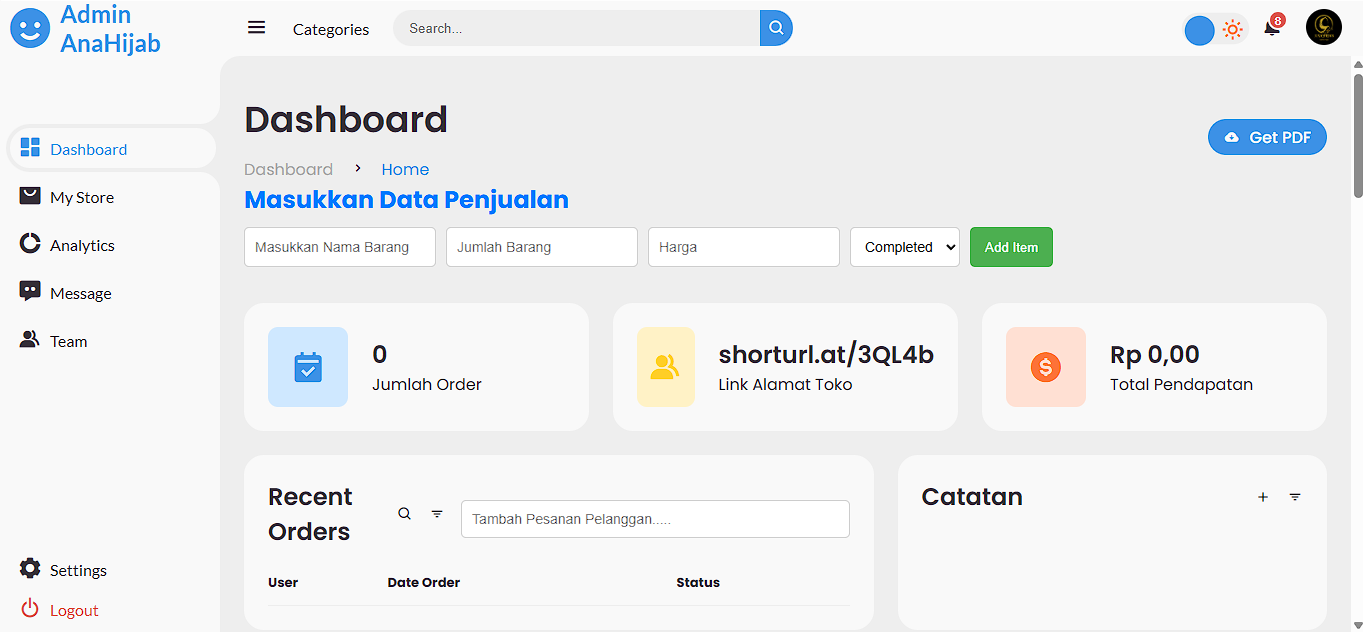 Admin
AnaHijab
Categories
Search...
8
Dashboard
My Store
Analytics
Message
Team
Settings
Logout
Dashboard
Get PDF
Dashboard > Home
Masukkan Data Penjualan
Masukkan Nama Barang
Jumlah Barang
Harga
Completed
Add Item
0
Jumlah Order
shorturl.at/3QL4b
Link Alamat Toko
Rp 0,00
Total Pendapatan
Recent
Orders
Tambah Pesanan Pelanggan.....
User Date Order Status
Catatan